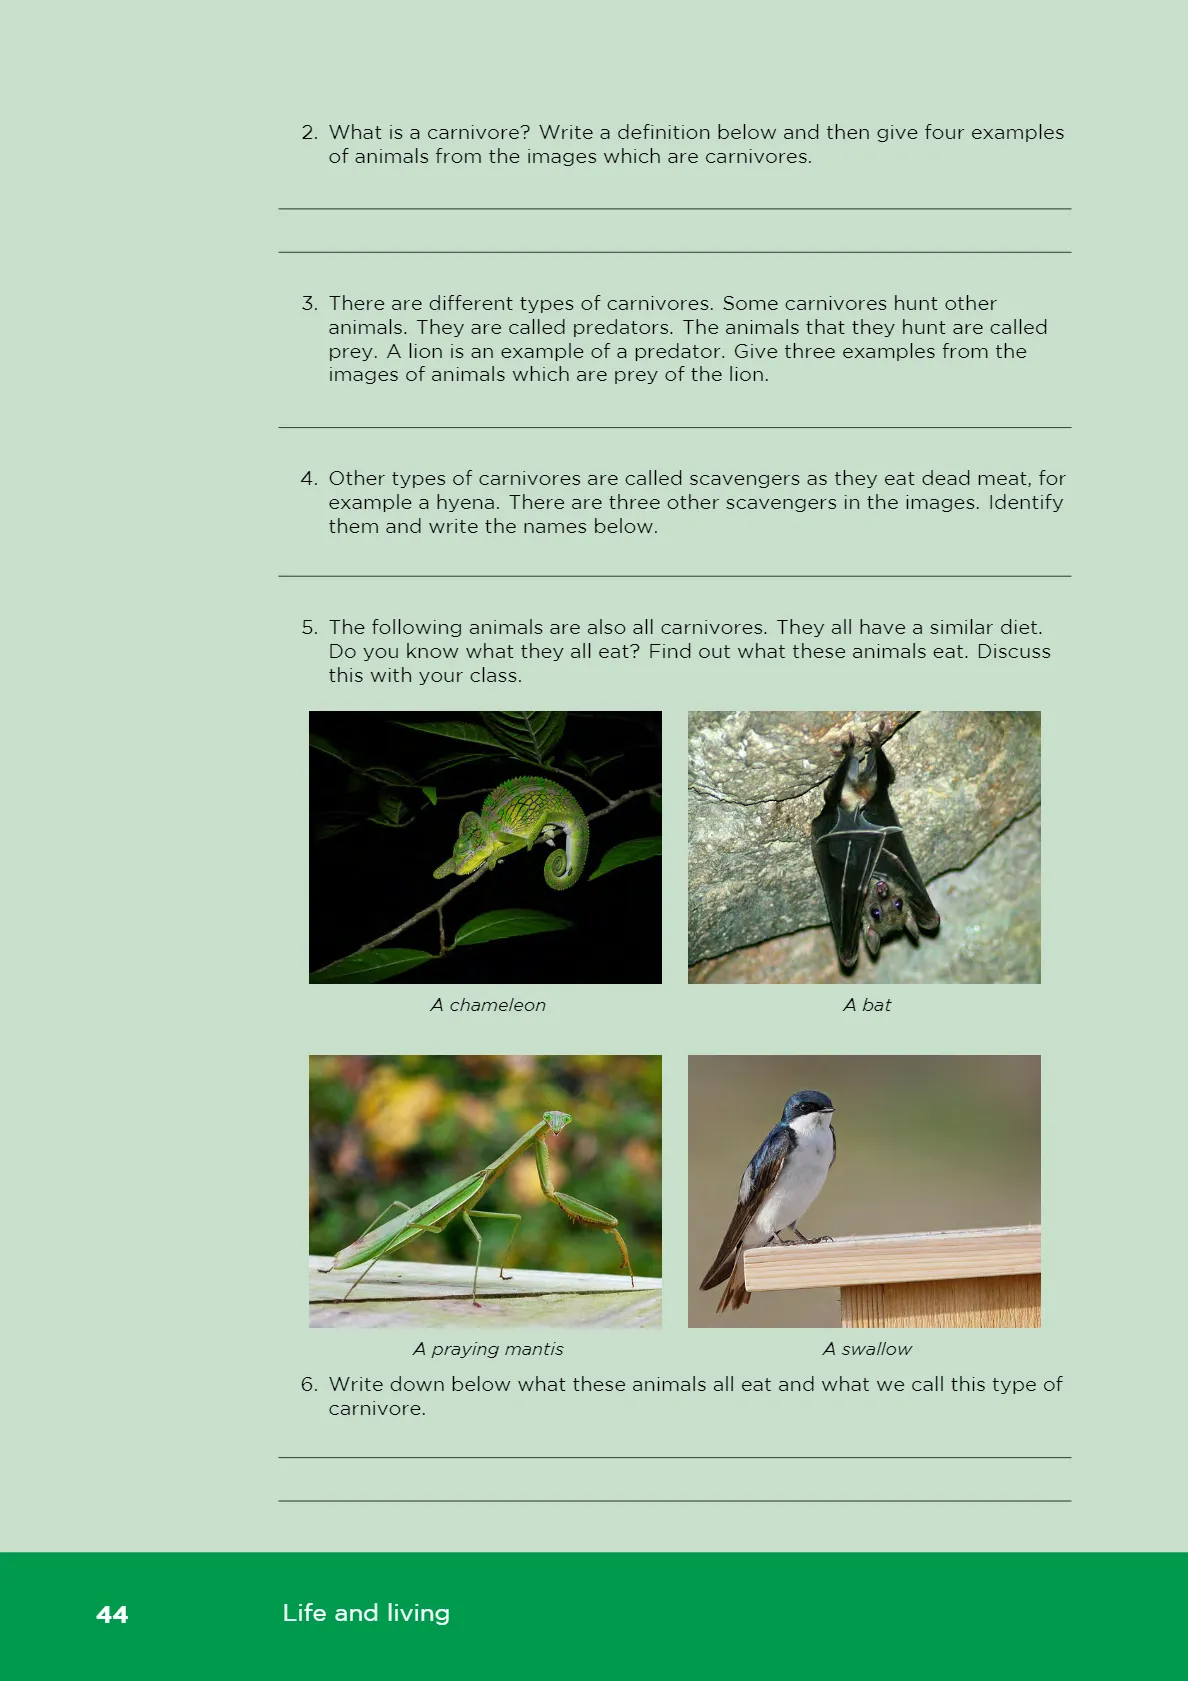 2. What is a carnivore? Write a definition below and then give four examples
of animals from the images which are carnivores.
3. There are different types of carnivores. Some carnivores hunt other
animals. They are called predators. The animals that they hunt are called
prey. A lion is an example of a predator. Give three examples from the
images of animals which are prey of the lion.
4. Other types of carnivores are called scavengers as they eat dead meat, for
example a hyena. There are three other scavengers in the images. Identify
them and write the names below.
5. The following animals are also all carnivores. They all have a similar diet.
Do you know what they all eat? Find out what these animals eat. Discuss
this with your class.
A chameleon
A bat
A praying mantis
A swallow
6. Write down below what these animals all eat and what we call this type of
carnivore.
44
Life and living